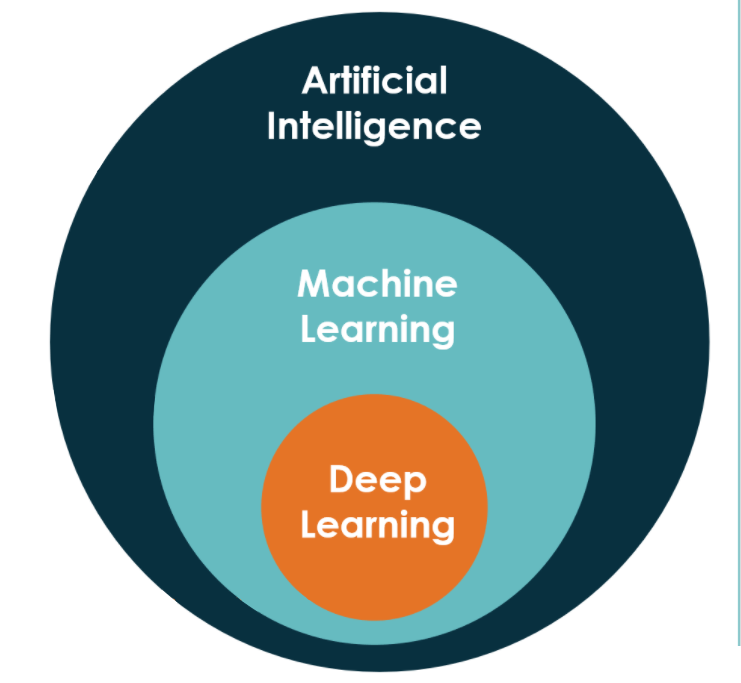 Artificial
Intelligence
Machine
Learning
Deep
Learning